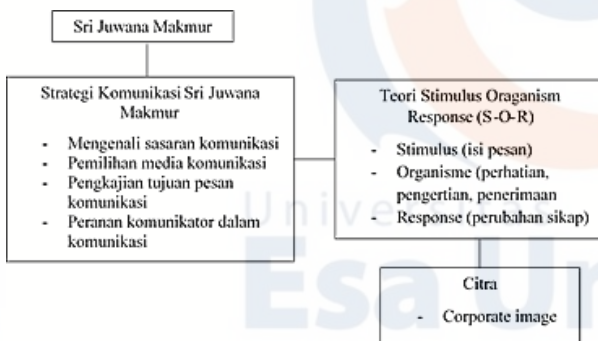 Sri Juwana Makmur
Strategi Komunikasi Sri Juwana
Makmur
- Mengenali sasaran komunikasi
- Pemilihan media komunikasi
- Pengkajian tujuan pesan
komunikasi
- Peranan komunikator dalam
komunikasi
Teori Stimulus Oraganism
Response (S-O-R)
- Stimulus (isi pesan)
- Organisme (perhatian,
pengertian, penerimaan
- Response (perubahan sikap)
Citra
- Corporate image
Universitas
Esa Un